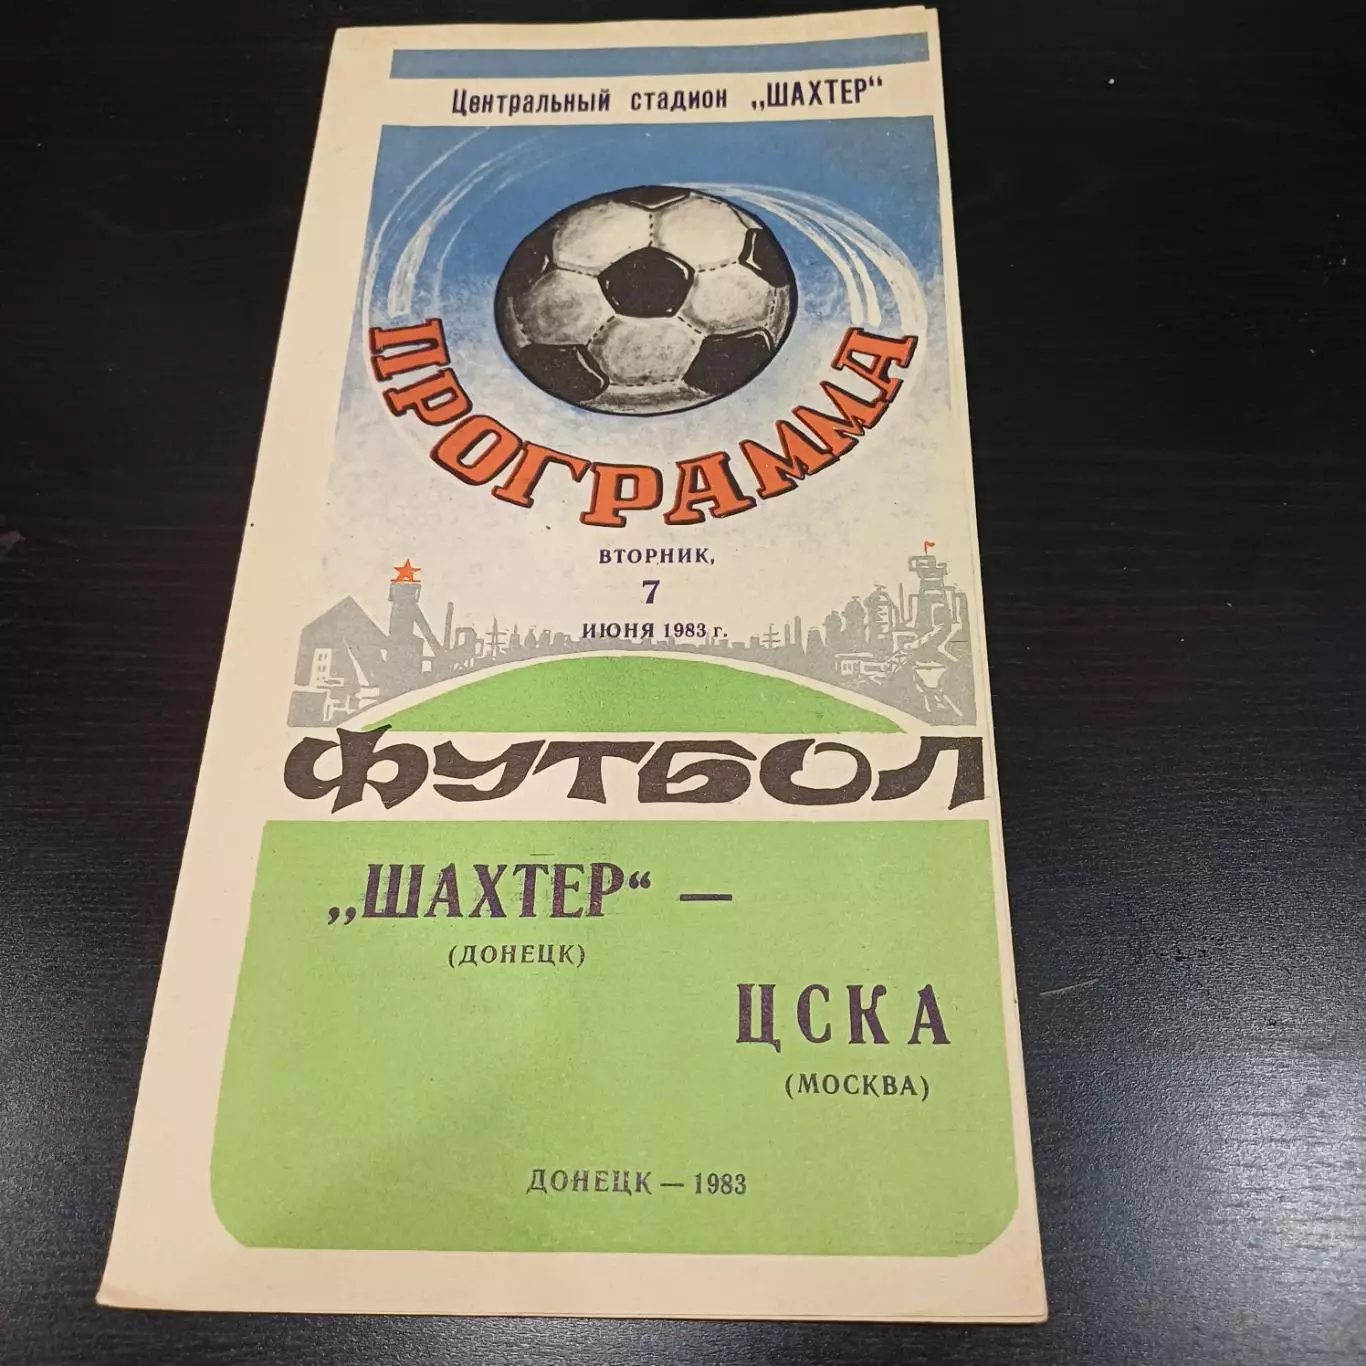 Центральный стадион „ШАХТЕР“
ПРОГРАММА
ВТОРНИК,
7
ИЮНЯ 1983 г.
ФУТБОЛ
„ШАХТЕР“ —
(ДОНЕЦК)
ЦСКА
(МОСКВА)
ДОНЕЦК — 1983